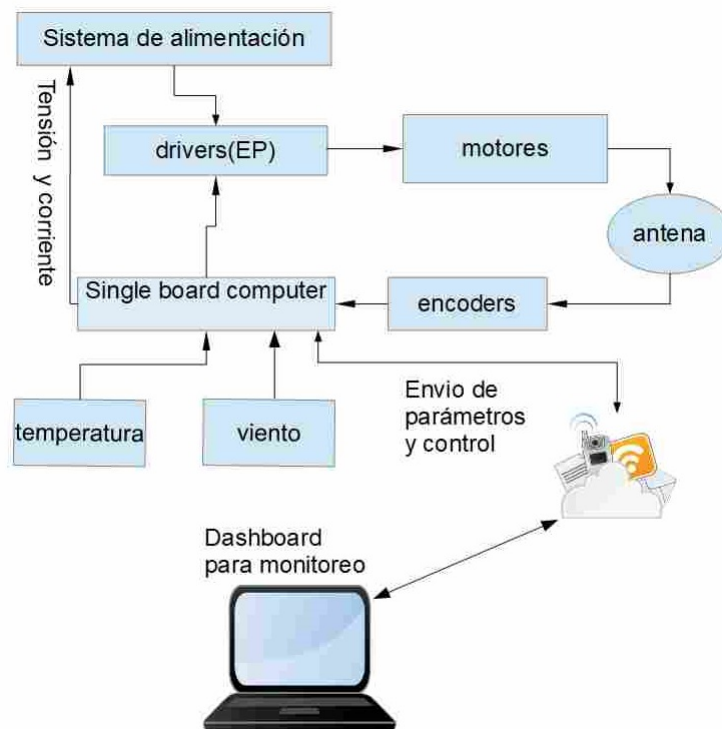 Sistema de alimentación
Tensión y corriente
drivers(EP)
motores
antena
Single board computer
encoders
temperatura
viento
Envio de
parámetros
y control
Dashboard
para monitoreo